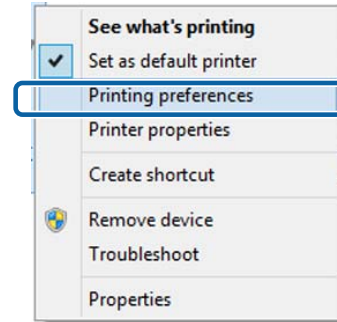 See what's printing
Set as default printer
Printing preferences
Printer properties
Create shortcut
Remove device
Troubleshoot
Properties